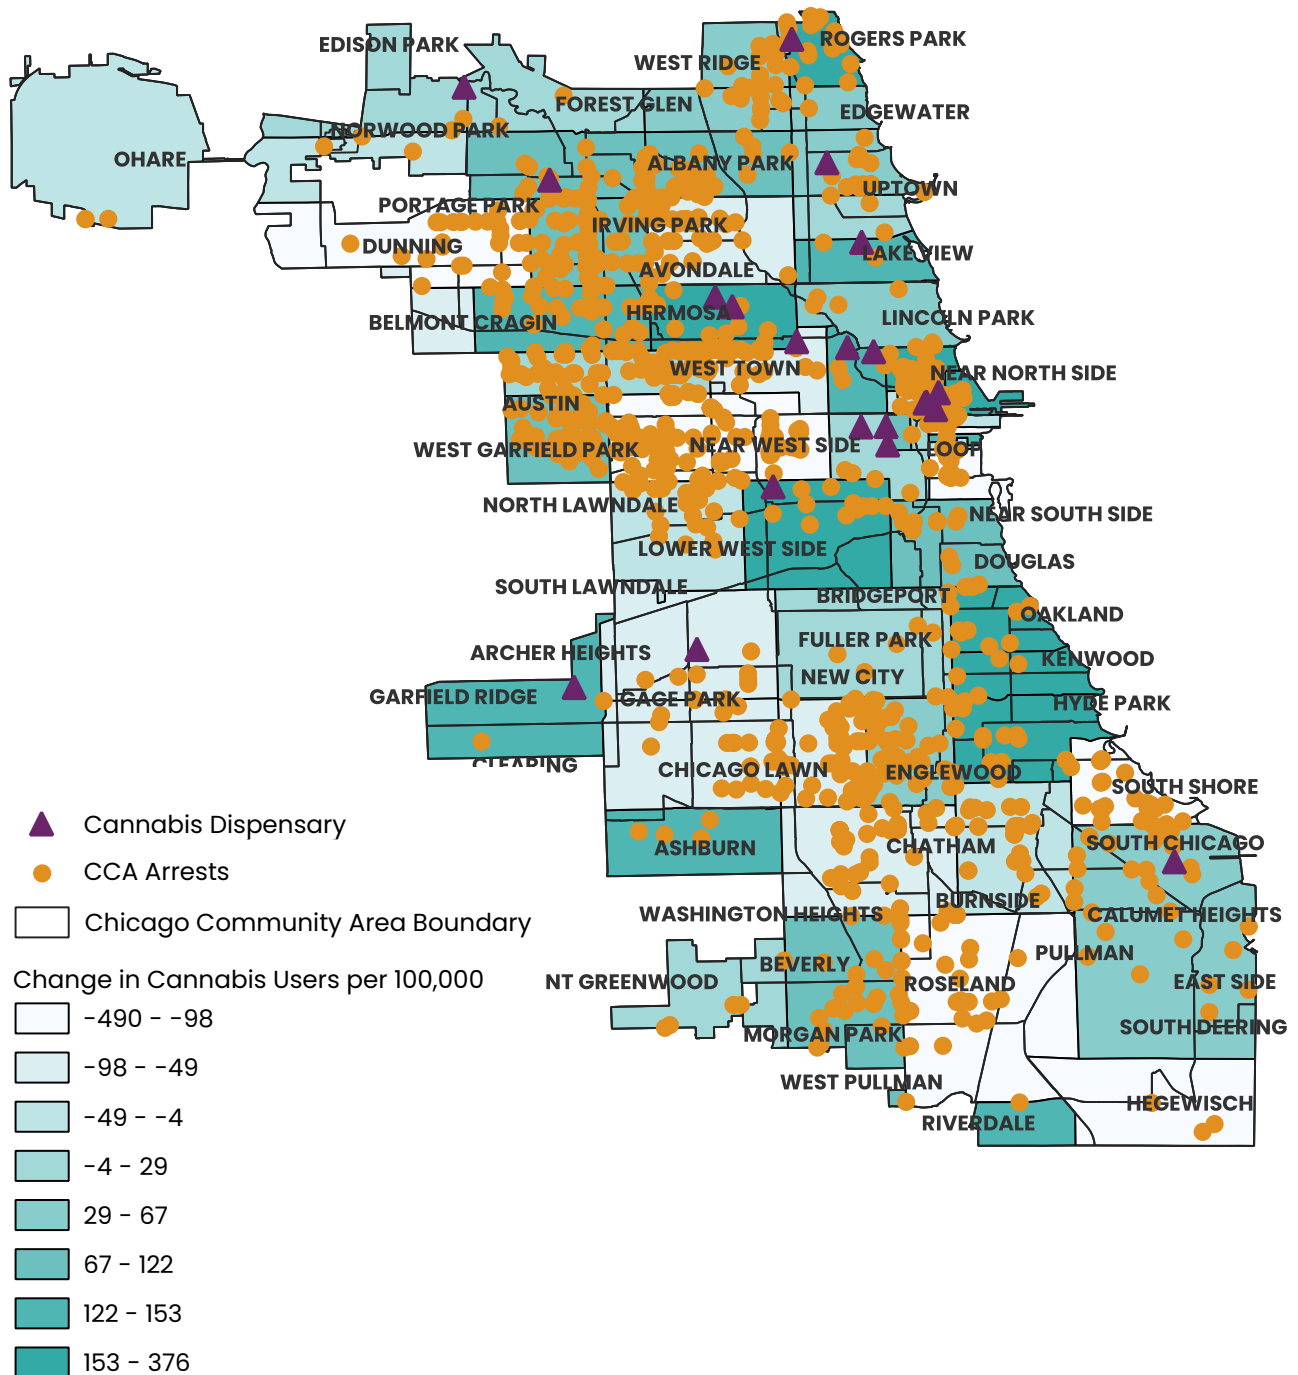 ROGERS PARK
EDISON PARK
WEST RIDGE
FOREST GLEN
EDGEWATER
NORWOOD PARK
OHARE
ALBANY PARK
UPTOWN
PORTAGE PARK
IRVING PARK
DUNNING
LAKE VIEW
AVONDALE
HERMOSA
LINCOLN PARK
BELMONT CRAGIN
WEST TOWN
NEAR NORTH SIDE
AUSTIN
WEST GARFIELD PARK
NEAR WEST SIDE
LOOP
NORTH LAWNDALE
NEAR SOUTH SIDE
LOWER WEST SIDE
DOUGLAS
SOUTH LAWNDALE
BRIDGEPORT
OAKLAND
FULLER PARK
ARCHER HEIGHTS
KENWOOD
NEW CITY
GARFIELD RIDGE
GAGE PARK
HYDE PARK
CLEARING
CHICAGO LAWN
ENGLEWOOD
SOUTH SHORE
Cannabis Dispensary
SOUTH CHICAGO
ASHBURN
CHATHAM
CCA Arrests
BURNSIDE
WASHINGTON HEIGHTS
CALUMET HEIGHTS
Chicago Community Area Boundary
PULLMAN
BEVERLY
NT GREENWOOD
ROSELAND
EAST SIDE
Change in Cannabis Users per 100,000
SOUTH DEERING
-490 - -98
MORGAN PARK
-98 - -49
WEST PULLMAN
HEGEWISCH
-49 - -4
RIVERDALE
-4 - 29
29 - 67
67 - 122
122 - 153
153 - 376